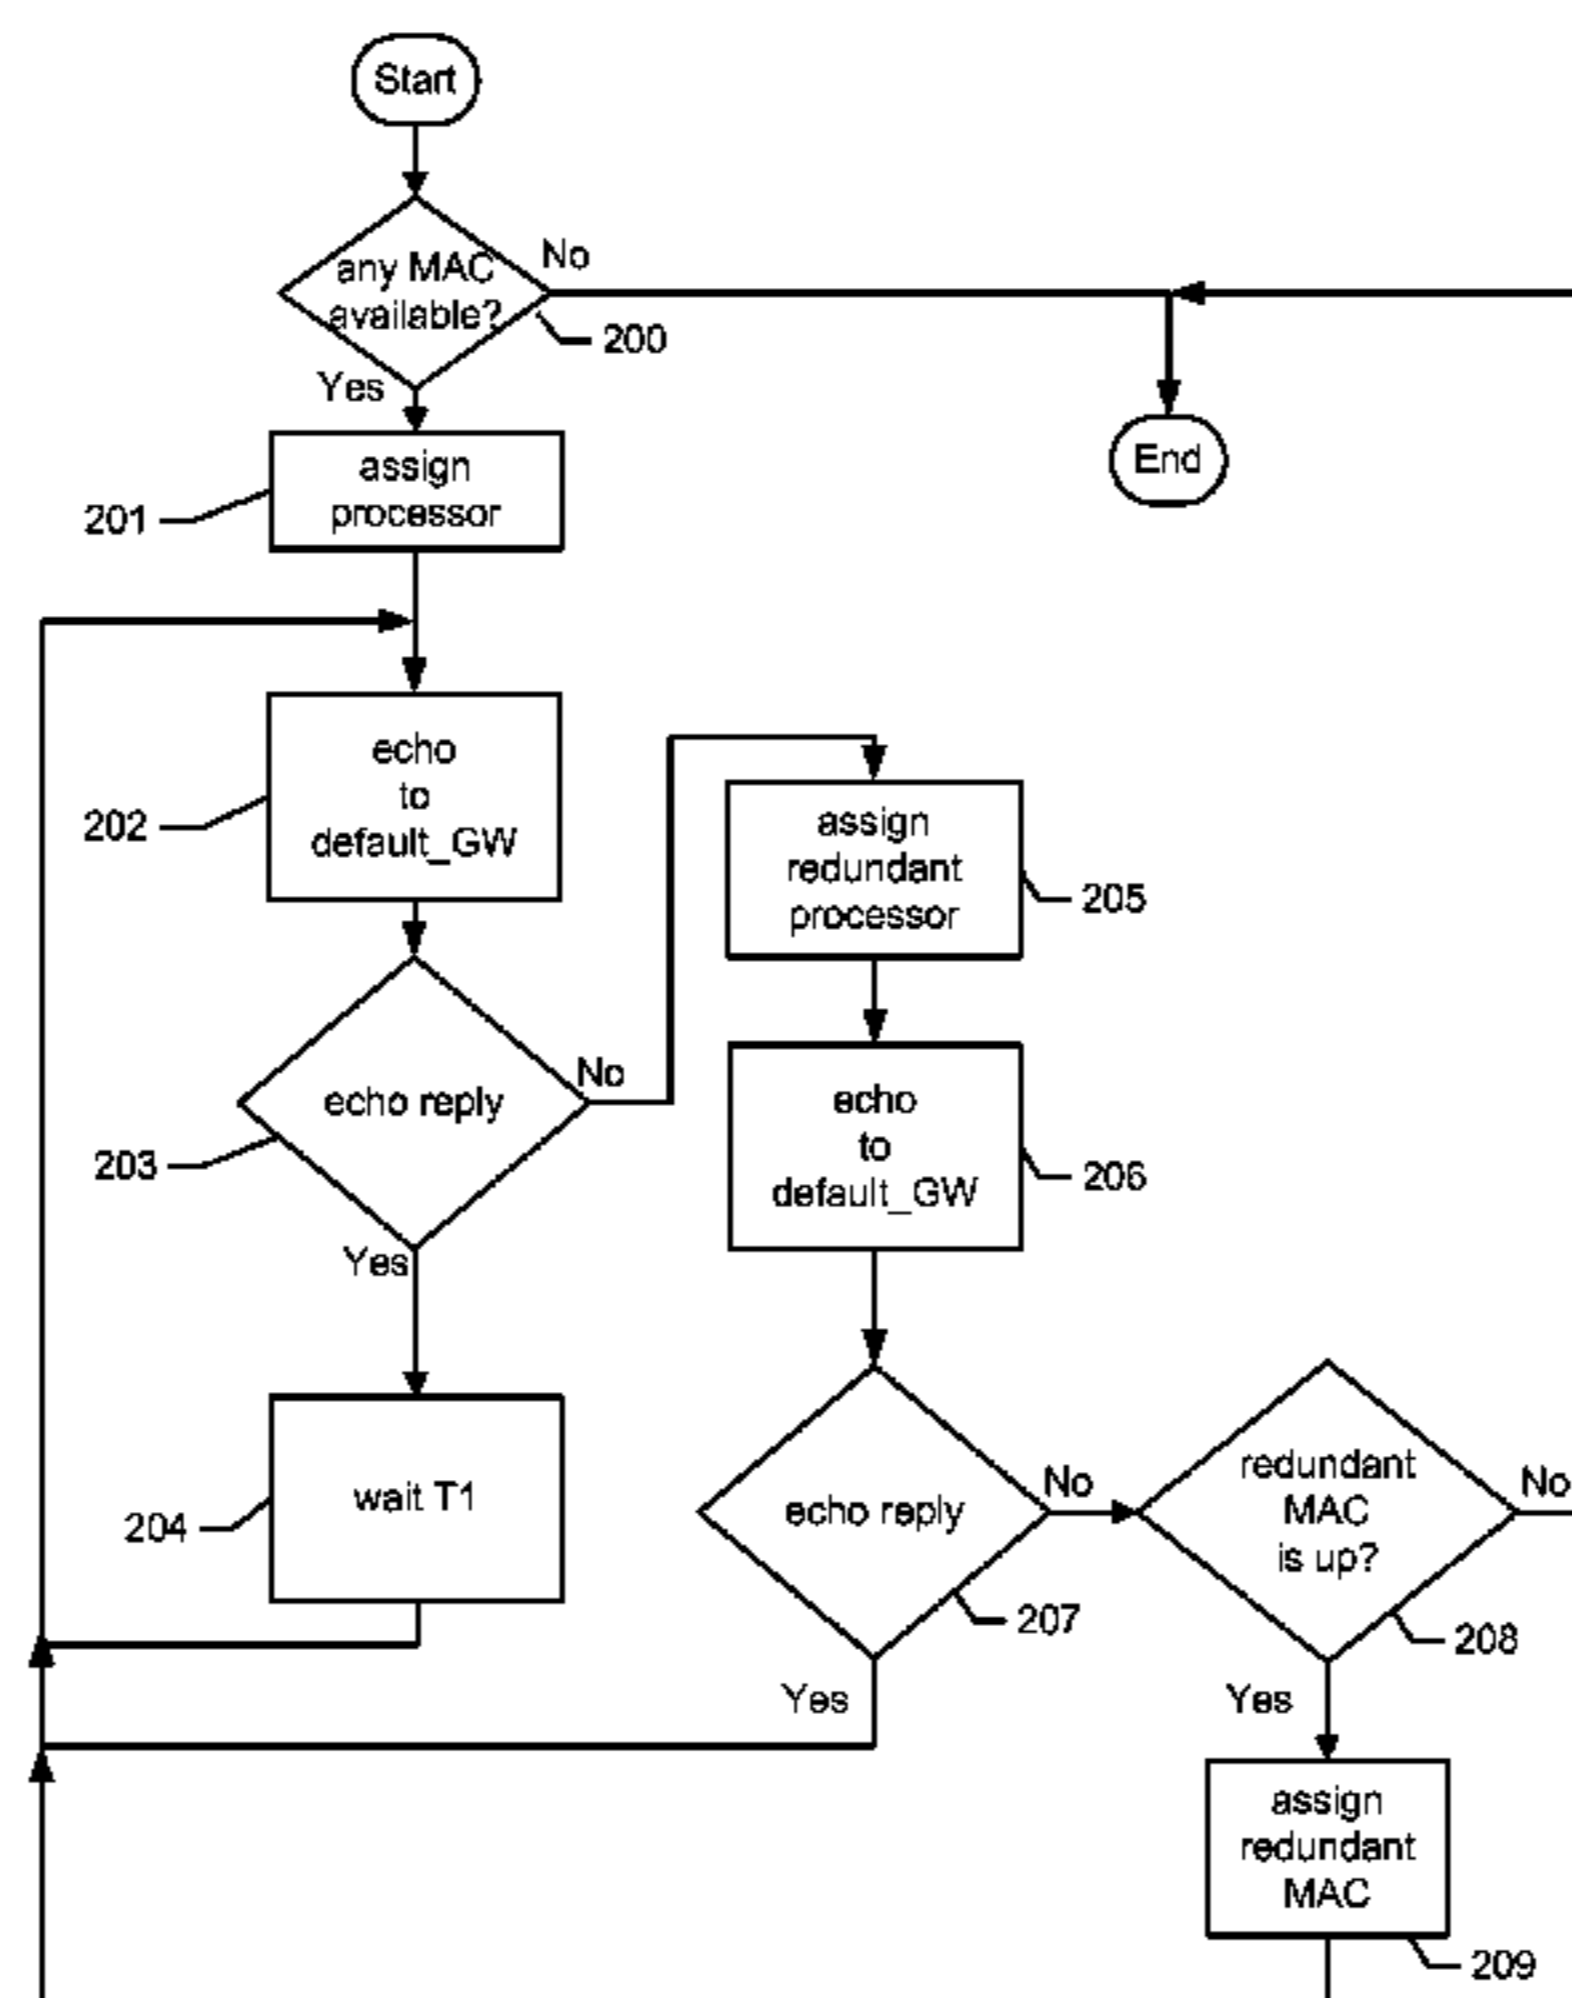 Start
any MAC
available?
No
200
Yes
End
assign
processor
201
echo
to
default_GW
202
assign
redundant
processor
205
echo reply
No
203
Yes
echo
to
default_GW
206
wait T1
204
echo reply
No
207
Yes
redundant
MAC
is up?
No
208
Yes
assign
redundant
MAC
209